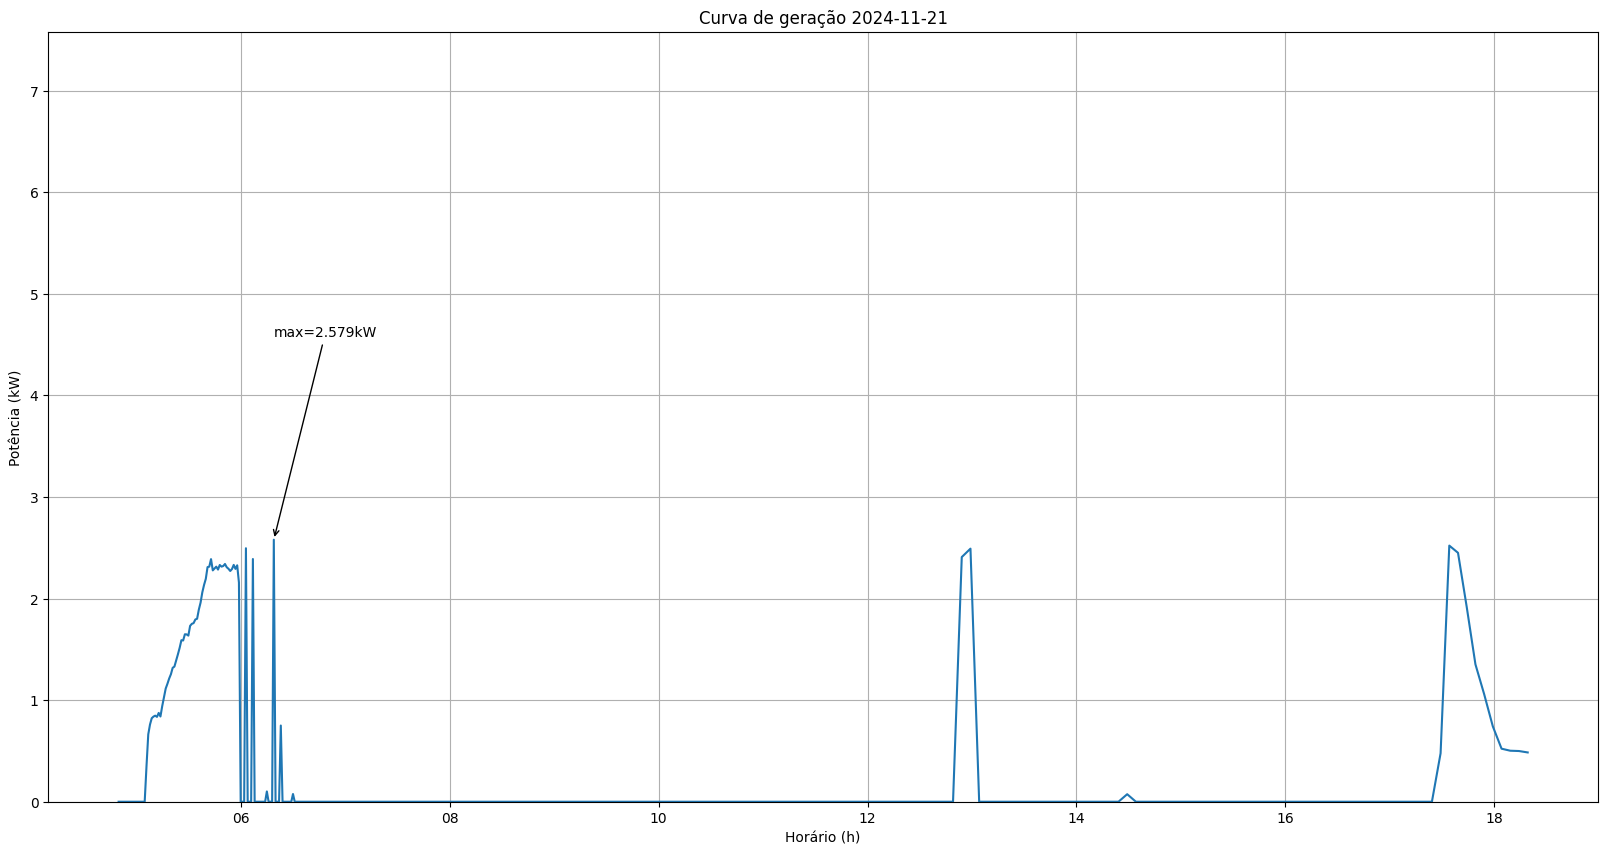 Curva de geração 2024-11-21
7
6
5
max=2.579kW
4
Potência (kW)
3
2
1
0
06 08 10 12 14 16 18
Horário (h)